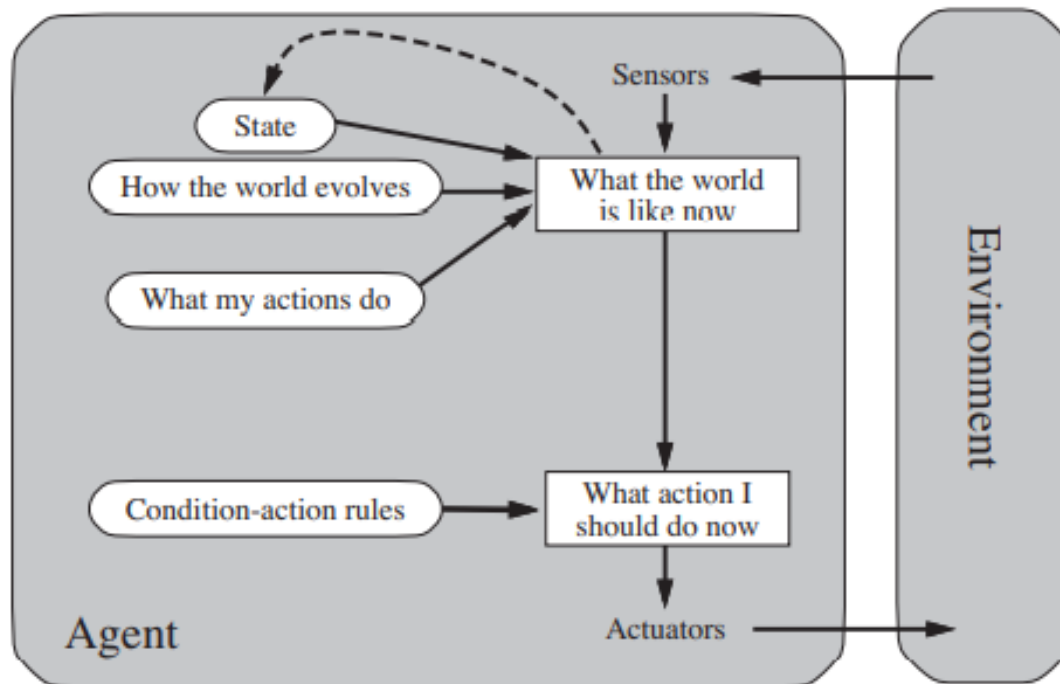 Sensors
State
How the world evolves
What the world
is like now
What my actions do
Environment
Condition-action rules
What action I
should do now
Agent
Actuators